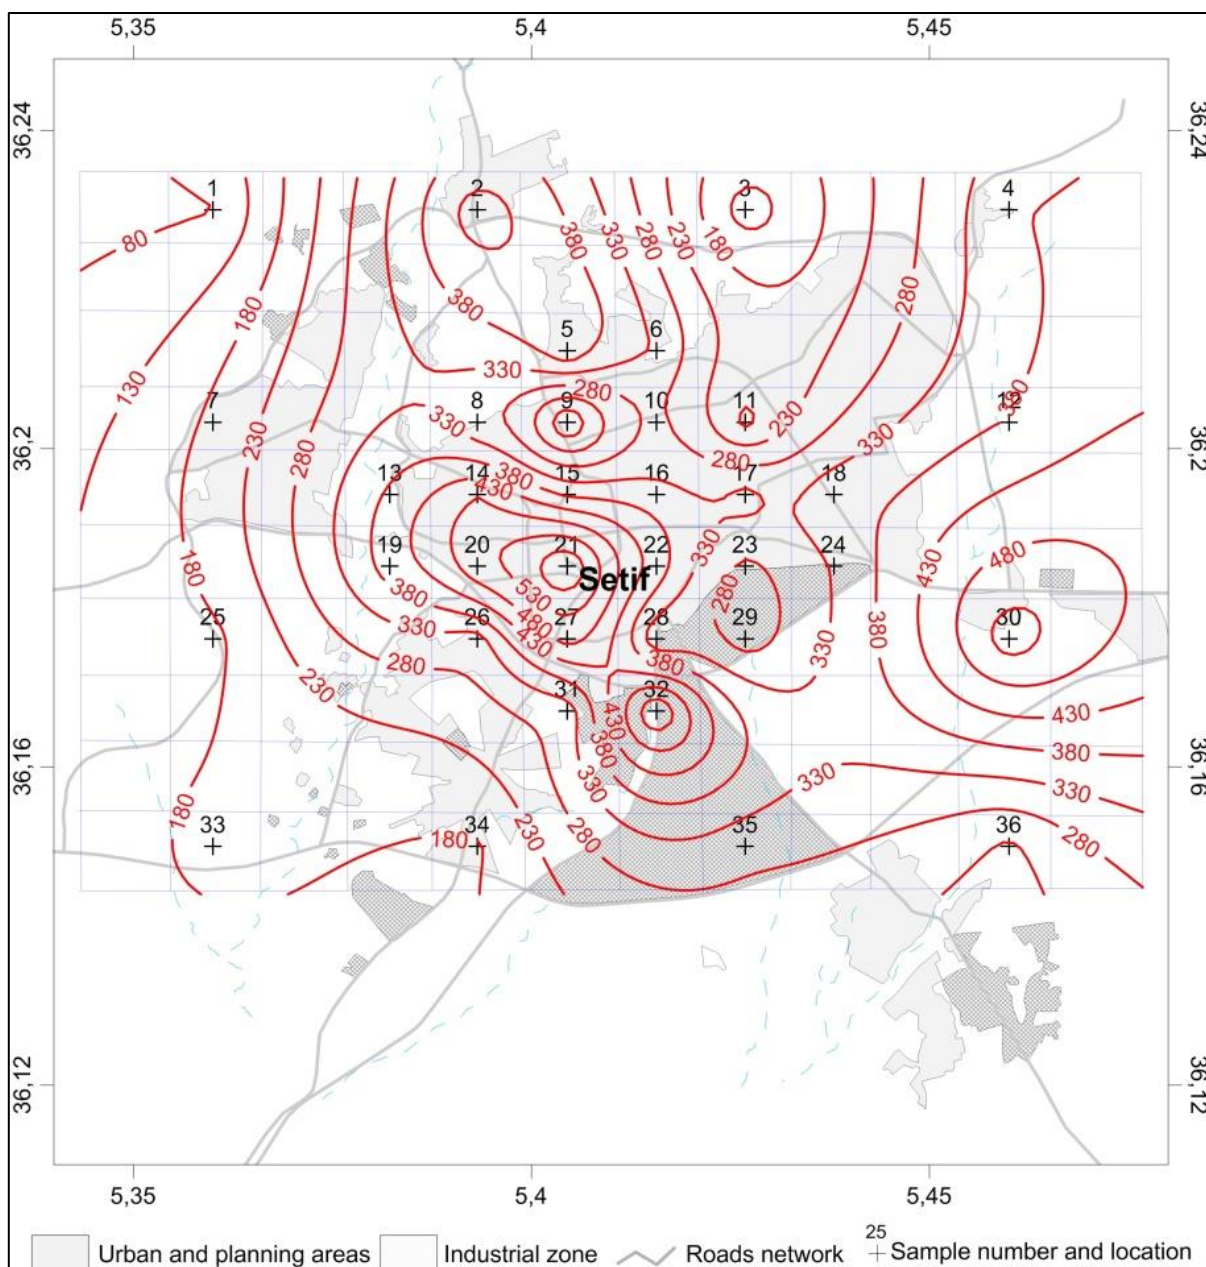 5,35 5,4 5,45
36,24 36,24
1 2 3 4
80
380 330 280 230 180
180 280
380
5 6
130 330 280
230
7 8 9 10 11 12
330 230 380
280 280 330
36,2 36,2
13 14 15 16 17 18
380
430
19 20 21 22 23 24
330 480
Setif
180 380 530 280 430
480
25 26 27 28 29 30
330 430 330 380
280 380
230
31 32
430 430
380 380
36,16 330 330 330 36,16
180 33 180 34 230 280 35 36 280
36,12 36,12
5,35 5,4 5,45
Urban and planning areas Industrial zone Roads network 25 Sample number and location